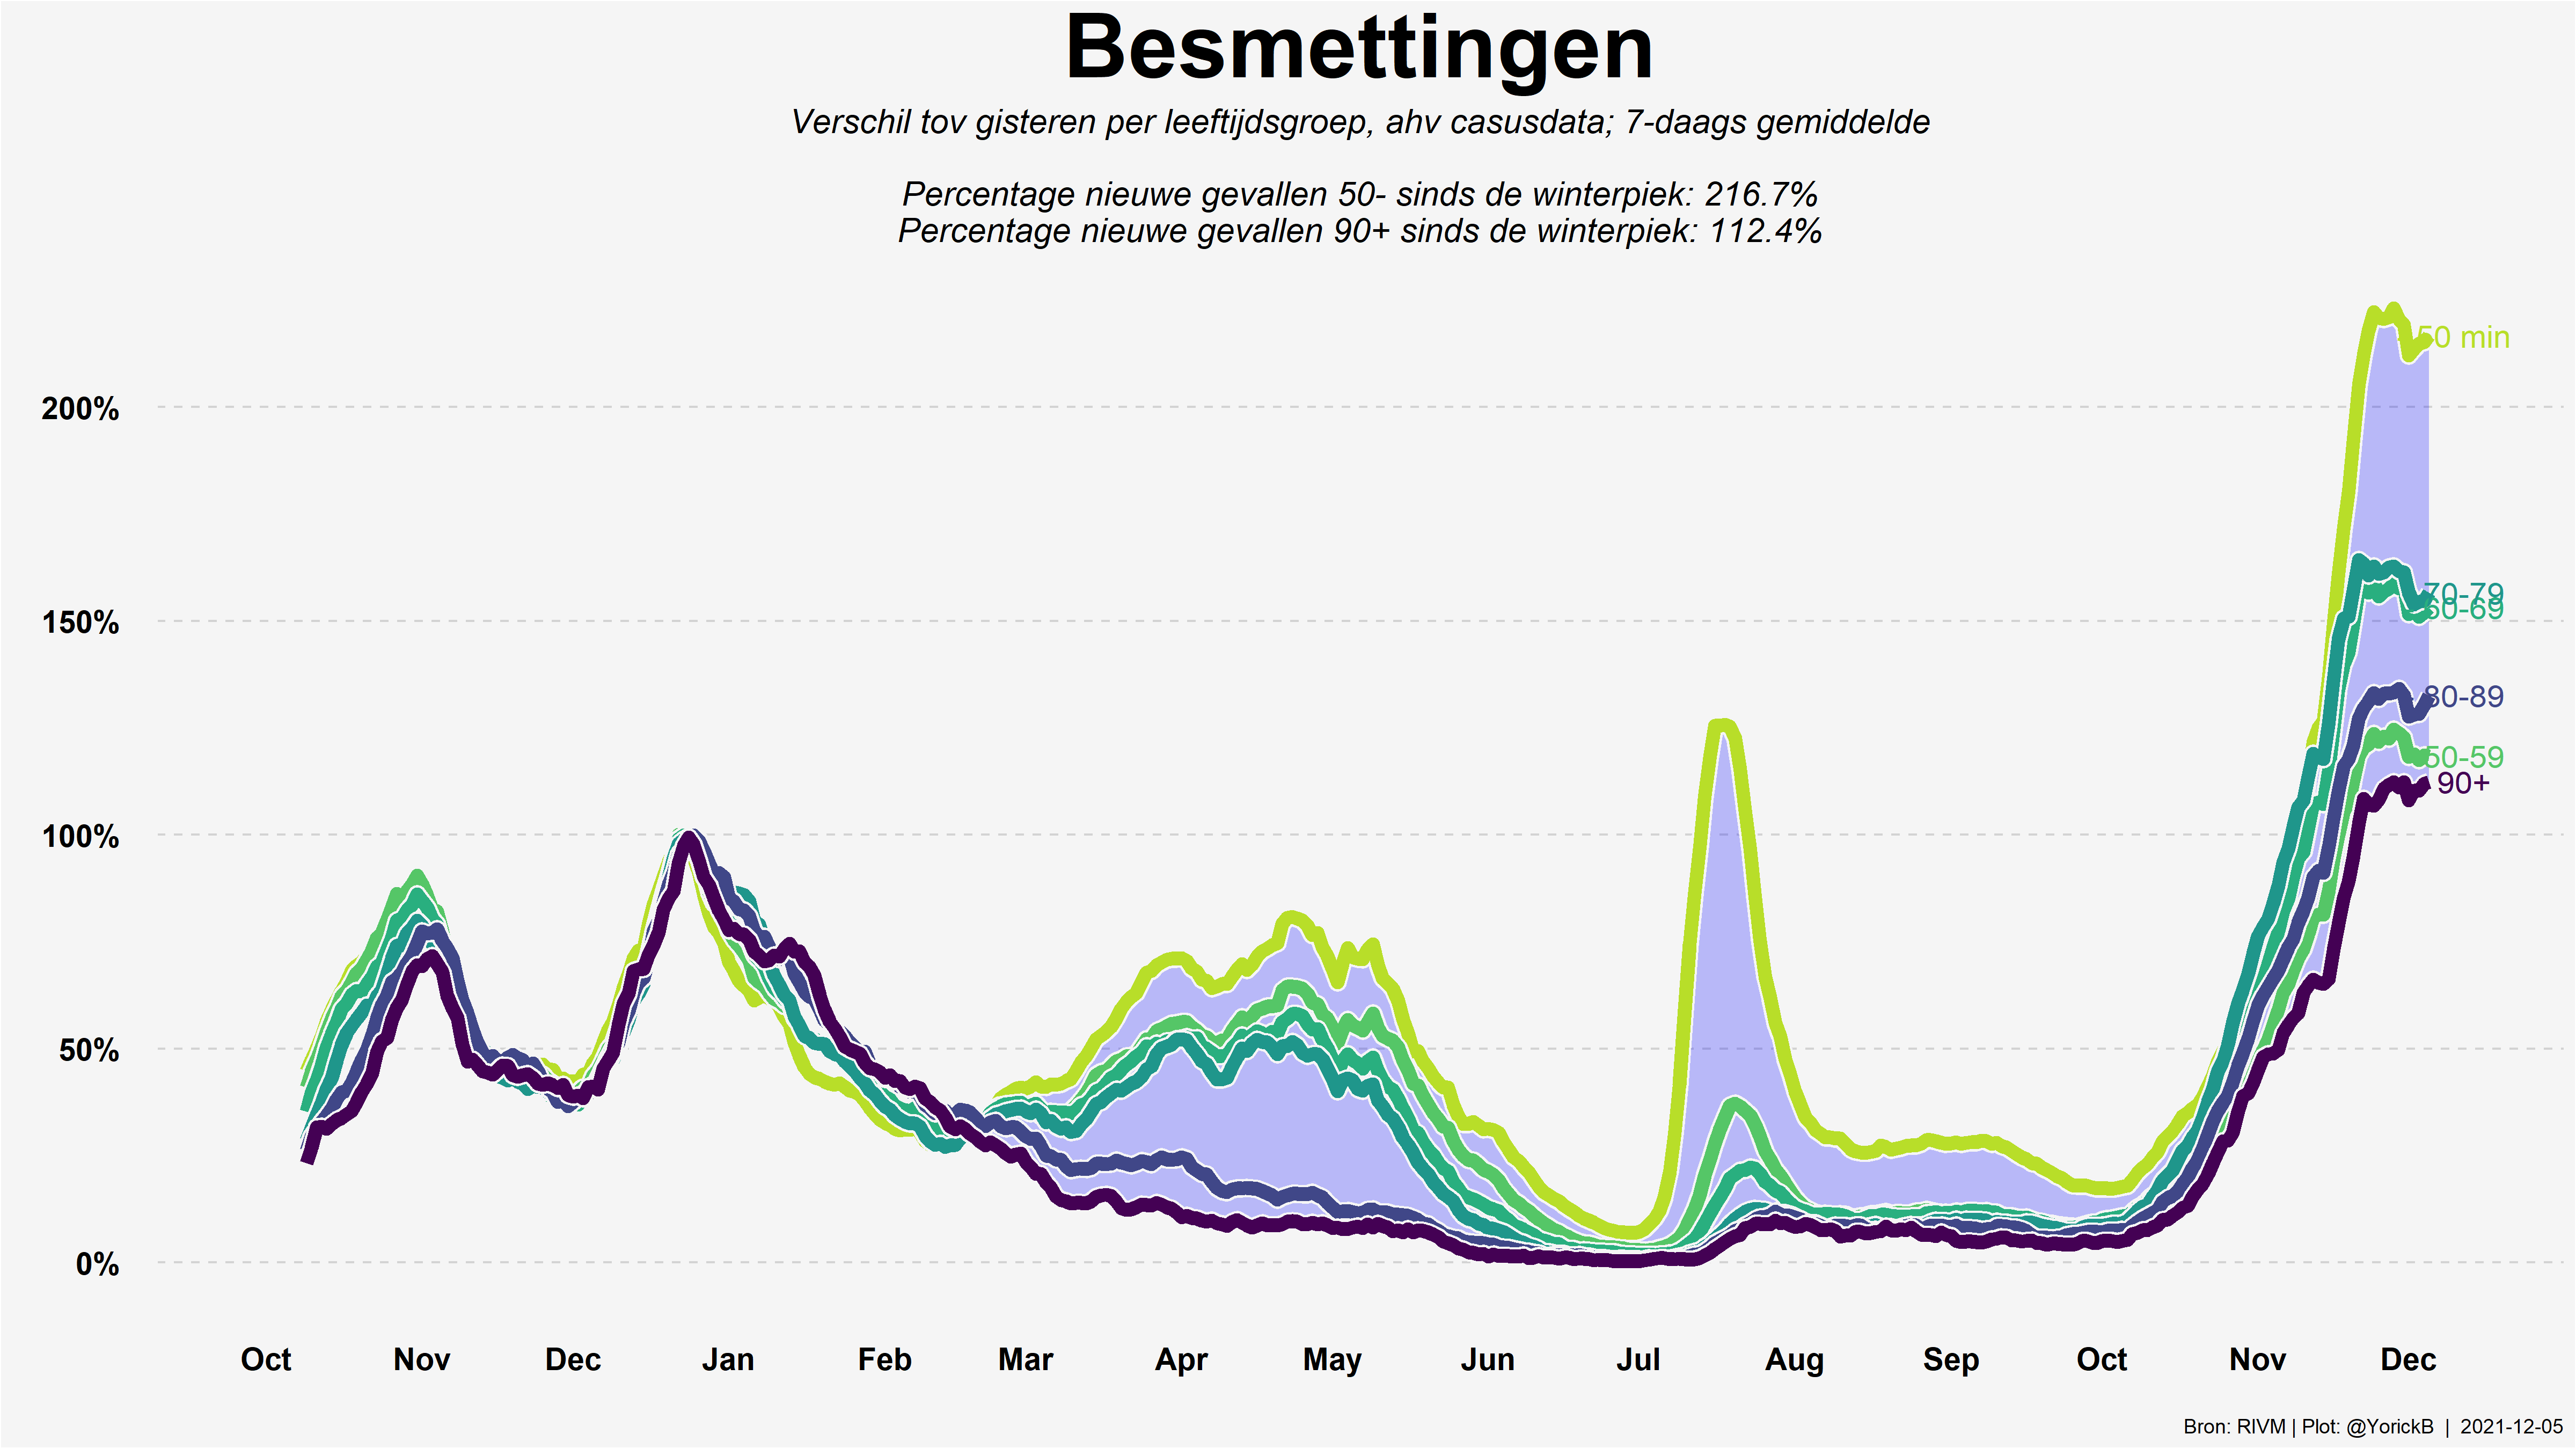 Besmettingen
Verschil tov gisteren per leeftijdsgroep, ahv casusdata; 7-daags gemiddelde
Percentage nieuwe gevallen 50- sinds de winterpiek: 216.7%
Percentage nieuwe gevallen 90+ sinds de winterpiek: 112.4%
50 min
200%
70-79
60-69
150%
80-89
50-59
90+
100%
50%
0%
Oct Nov Dec Jan Feb Mar Apr May Jun Jul Aug Sep Oct Nov Dec
Bron: RIVM | Plot: @YorickB | 2021-12-05